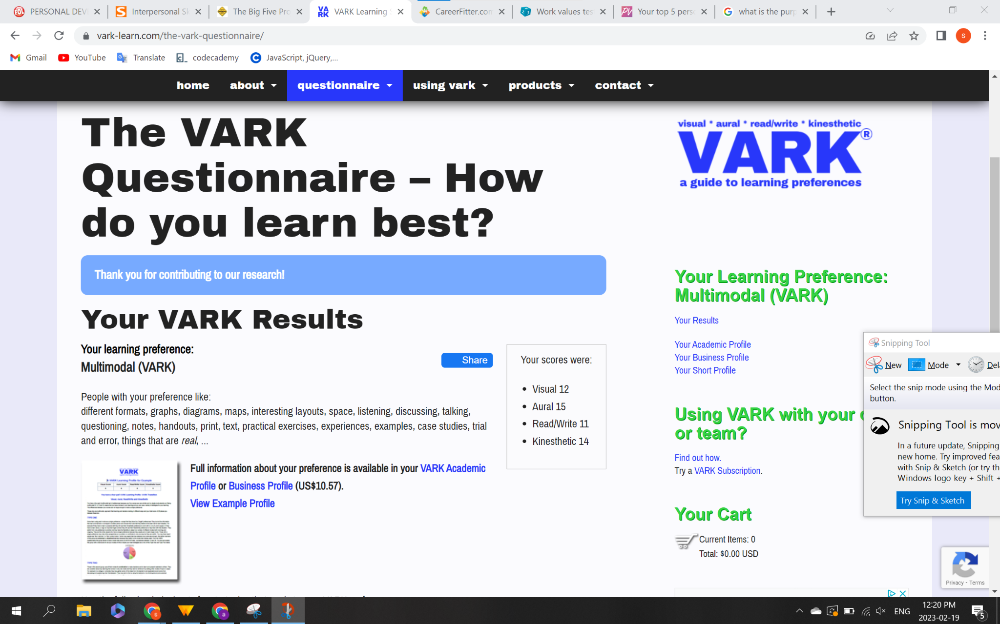 PERSONAL DEV
Interpersonal Sk
The Big Five Pro
VARK Learning S
CareerFitter.com
Work values tes
Your top 5 pers
what is the purp
vark-learn.com/the-vark-questionnaire/
Gmail
YouTube
Translate
codecademy
JavaScript, jQuery,...
home
about
questionnaire
using vark
products
contact
The VARK
Questionnaire – How
do you learn best?
Thank you for contributing to our research!
Your VARK Results
Your learning preference:
Multimodal (VARK)
Share
People with your preference like:
different formats, graphs, diagrams, maps, interesting layouts, space, listening, discussing, talking,
questioning, notes, handouts, print, text, practical exercises, experiences, examples, case studies, trial
and error, things that are real, ...
Your scores were:
• Visual 12
• Aural 15
• Read/Write 11
• Kinesthetic 14
VARK
Full information about your preference is available in your VARK Academic
Profile or Business Profile (US$10.57).
View Example Profile
visual * aural * read/write * kinesthetic
VARK®
a guide to learning preferences
Your Learning Preference:
Multimodal (VARK)
Your Results
Your Academic Profile
Your Business Profile
Your Short Profile
Using VARK with your
or team?
Find out how.
Try a VARK Subscription.
Your Cart
Current Items: 0
Total: $0.00 USD
Snipping Tool
New
Mode
Del
Select the snip mode using the Mod
button.
Snipping Tool is mov
In a future update, Snipping
new home. Try improved fea
with Snip & Sketch (or try th
Windows logo key + Shift +
Try Snip & Sketch
Privacy - Terms
ENG
12:20 PM
2023-02-19
5